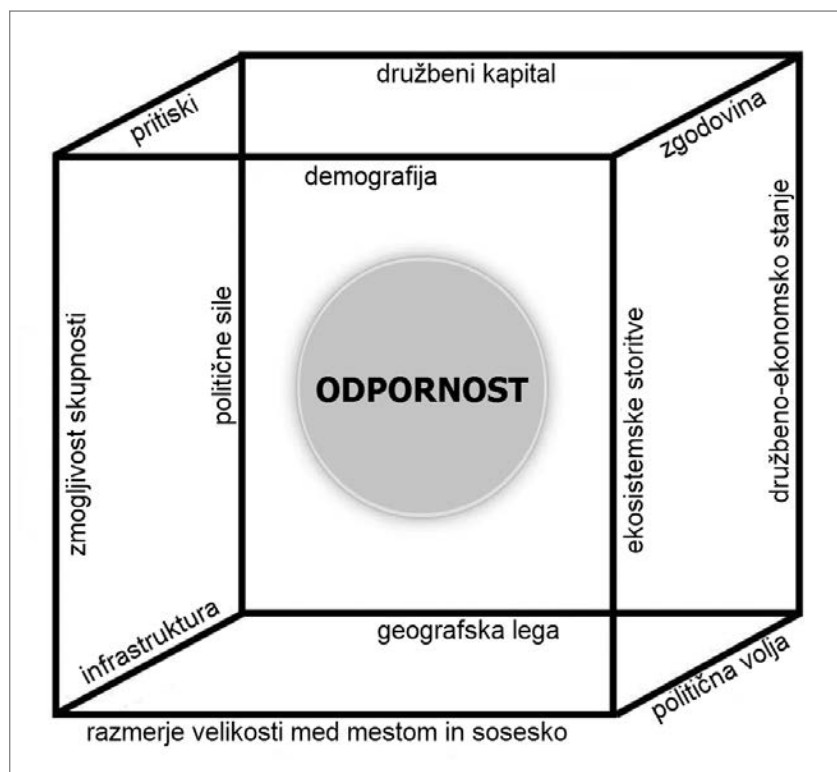 družbeni kapital
pritiski
zgodovina
demografija
družbeno-ekonomsko stanje
politične sile
zmogljivost skupnosti
ekosistemske storitve
ODPORNOST
infrastruktura
geografska lega
politična volja
razmerje velikosti med mestom in sosesko